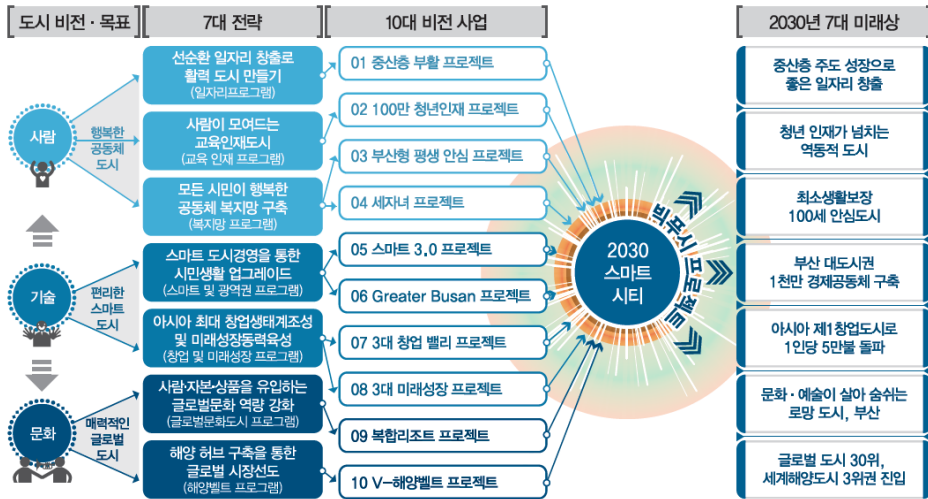 도시 비전 · 목표
7대 전략
10대 비전 사업
2030년 7대 미래상
사람
행복한
공동체
도시
기술
편리한
스마트
도시
문화
매력적인
글로벌
도시
선순환 일자리 창출로
활력 도시 만들기
(일자리프로그램)
사람이 모여드는
교육인재도시
(교육 인재 프로그램)
모든 시민이 행복한
공동체 복지망 구축
(복지망 프로그램)
스마트 도시경영을 통한
시민생활 업그레이드
(스마트 및 광역권 프로그램)
아시아 최대 창업생태계조성
및 미래성장동력육성
(창업 및 미래성장 프로그램)
사람·자본·상품을 유입하는
글로벌문화 역량 강화
(글로벌문화도시 프로그램)
해양 허브 구축을 통한
글로벌 시장선도
(해양벨트 프로그램)
01 중산층 부활 프로젝트
02 100만 청년인재 프로젝트
03 부산형 평생 안심 프로젝트
04 세자녀 프로젝트
05 스마트 3.0 프로젝트
06 Greater Busan 프로젝트
07 3대 창업 밸리 프로젝트
08 3대 미래성장 프로젝트
09 복합리조트 프로젝트
10 V-해양벨트 프로젝트
2030
스마트
시티
빅푸시 프로젝트
중산층 주도 성장으로
좋은 일자리 창출
청년 인재가 넘치는
역동적 도시
최소생활보장
100세 안심도시
부산 대도시권
1천만 경제공동체 구축
아시아 제1창업도시로
1인당 5만불 돌파
문화 · 예술이 살아 숨쉬는
로망 도시, 부산
글로벌 도시 30위,
세계해양도시 3위권 진입